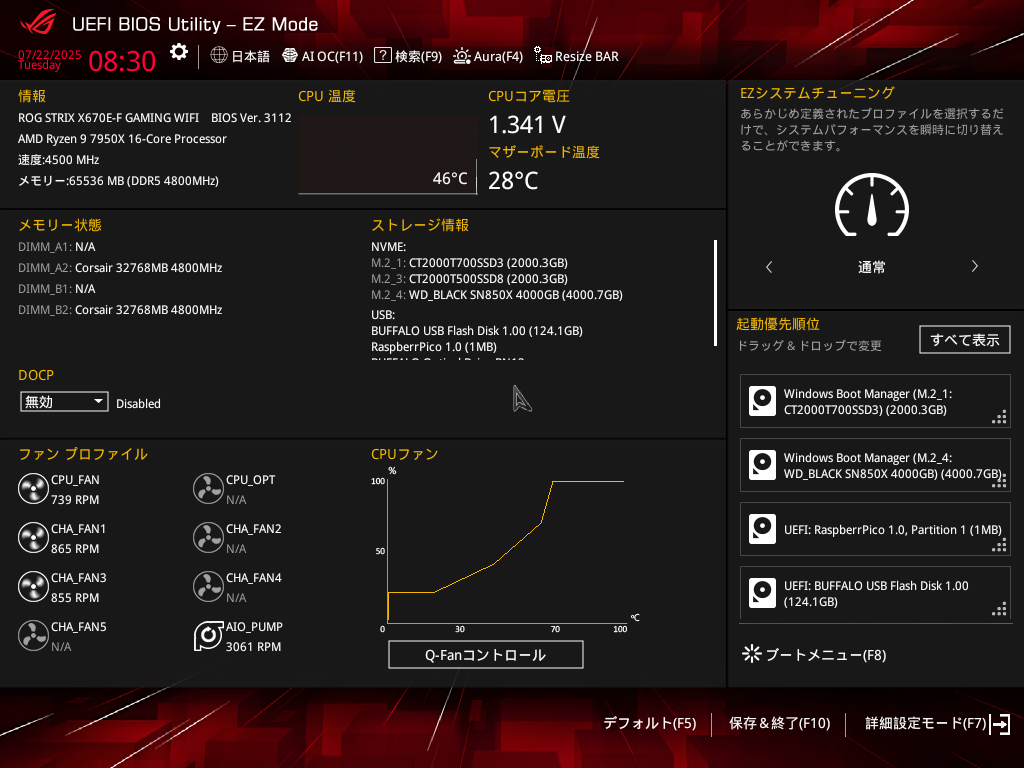 UEFI BIOS Utility – EZ Mode
07/22/2025
Tuesday
08:30
日本語
AI OC(F11)
検索(F9)
Aura(F4)
Resize BAR
情報
ROG STRIX X670E-F GAMING WIFI BIOS Ver. 3112
AMD Ryzen 9 7950X 16-Core Processor
速度:4500 MHz
メモリー:65536 MB (DDR5 4800MHz)
CPU 温度
46°C
CPUコア電圧
1.341 V
マザーボード温度
28°C
EZシステムチューニング
あらかじめ定義されたプロファイルを選択するだ
けで、システムパフォーマンスを瞬時に切り替え
ることができます。
通常
メモリー状態
DIMM_A1: N/A
DIMM_A2: Corsair 32768MB 4800MHz
DIMM_B1: N/A
DIMM_B2: Corsair 32768MB 4800MHz
ストレージ情報
NVME:
M.2_1: CT2000T700SSD3 (2000.3GB)
M.2_3: CT2000T500SSD8 (2000.3GB)
M.2_4: WD_BLACK SN850X 4000GB (4000.7GB)
USB:
BUFFALO USB Flash Disk 1.00 (124.1GB)
RaspberrPico 1.0 (1MB)
DOCP
無効
Disabled
起動優先順位
ドラッグ & ドロップで変更
すべて表示
Windows Boot Manager (M.2_1:
CT2000T700SSD3) (2000.3GB)
Windows Boot Manager (M.2_4:
WD_BLACK SN850X 4000GB) (4000.7GB)
UEFI: RaspberrPico 1.0, Partition 1 (1MB)
UEFI: BUFFALO USB Flash Disk 1.00
(124.1GB)
ブートメニュー(F8)
ファン プロファイル
CPU_FAN
739 RPM
CPU_OPT
N/A
CHA_FAN1
865 RPM
CHA_FAN2
N/A
CHA_FAN3
855 RPM
CHA_FAN4
N/A
CHA_FAN5
N/A
AIO_PUMP
3061 RPM
CPUファン
%
100
50
0
30
70
100
°C
Q-Fanコントロール
デフォルト(F5)
保存＆終了(F10)
詳細設定モード(F7)